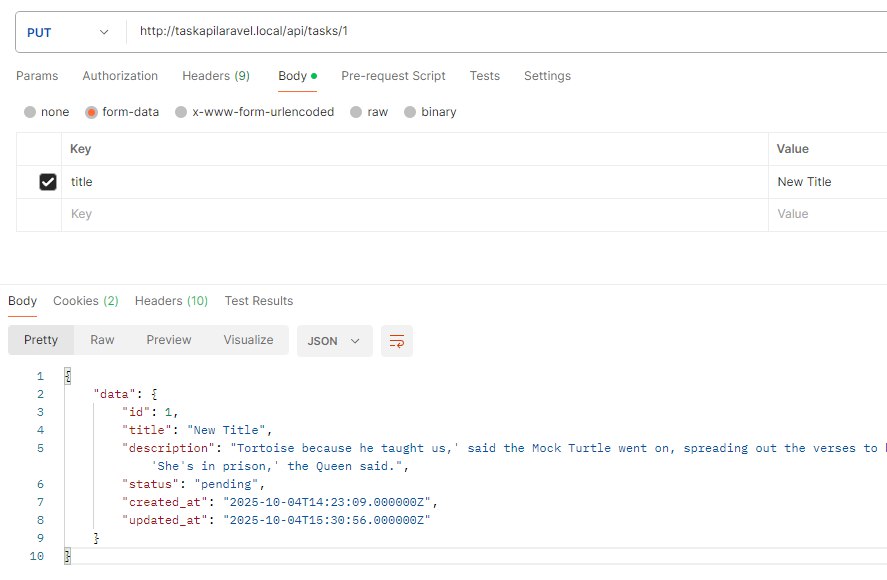 PUT http://taskapilaravel.local/api/tasks/1
Params Authorization Headers (9) Body Pre-request Script Tests Settings
none form-data x-www-form-urlencoded raw binary
Key Value
title New Title
Key Value
Body Cookies (2) Headers (10) Test Results
Pretty Raw Preview Visualize JSON
1 {
2 "data": {
3 "id": 1,
4 "title": "New Title",
5 "description": "Tortoise because he taught us,' said the Mock Turtle went on, spreading out the verses to
'She's in prison,' the Queen said.",
6 "status": "pending",
7 "created_at": "2025-10-04T14:23:09.000000Z",
8 "updated_at": "2025-10-04T15:30:56.000000Z"
9 }
10 }